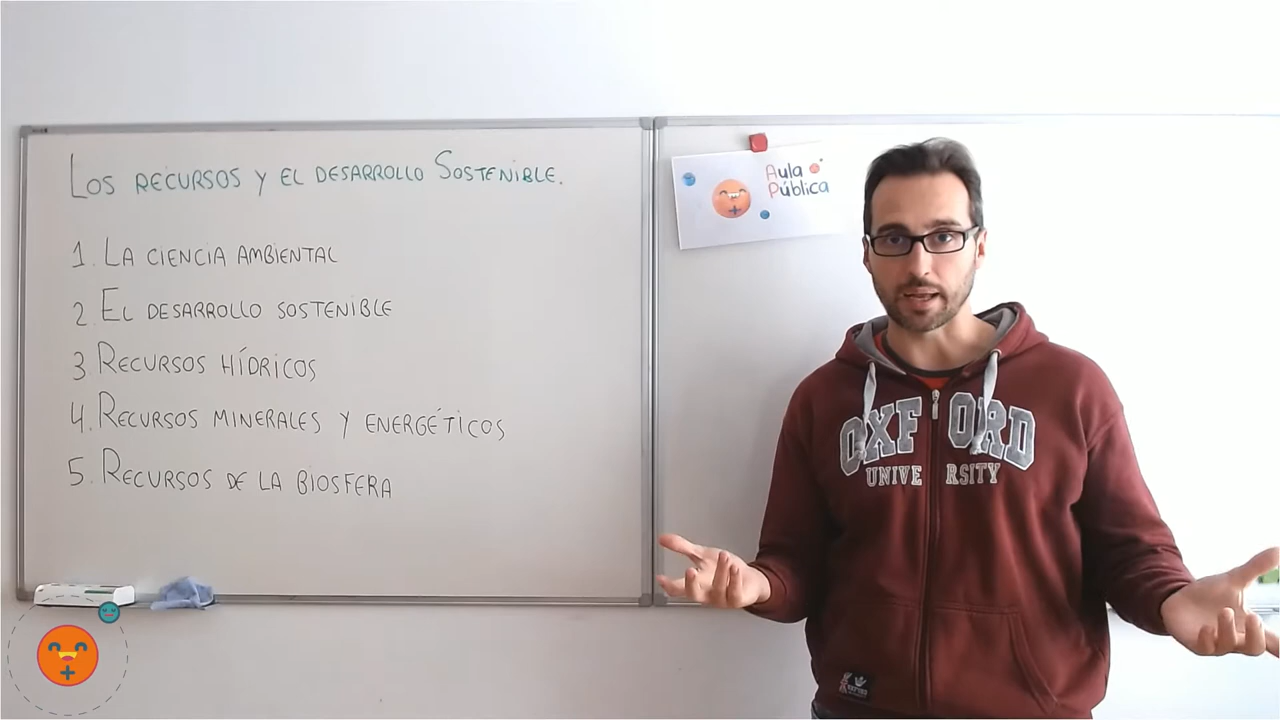 Los recursos y el desarrollo Sostenible.
1. La ciencia ambiental
2. El desarrollo sostenible
3 Recursos hídricos
4. Recursos minerales y energéticos
5. Recursos de la biosfera
Aula
Pública
OXFORD
UNIVERSITY